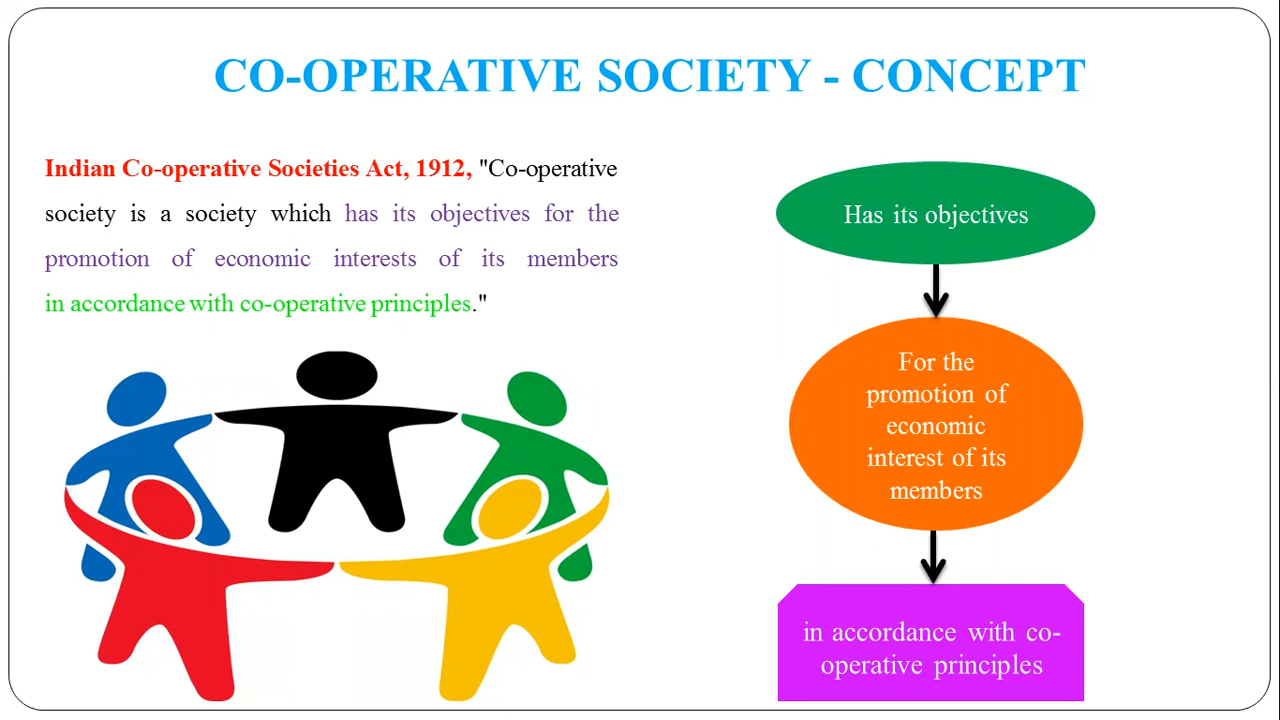 CO-OPERATIVE SOCIETY - CONCEPT
Indian Co-operative Societies Act, 1912, "Co-operative
society is a society which has its objectives for the
promotion of economic interests of its members
in accordance with co-operative principles."
Has its objectives
For the
promotion of
economic
interest of its
members
in accordance with co-
operative principles